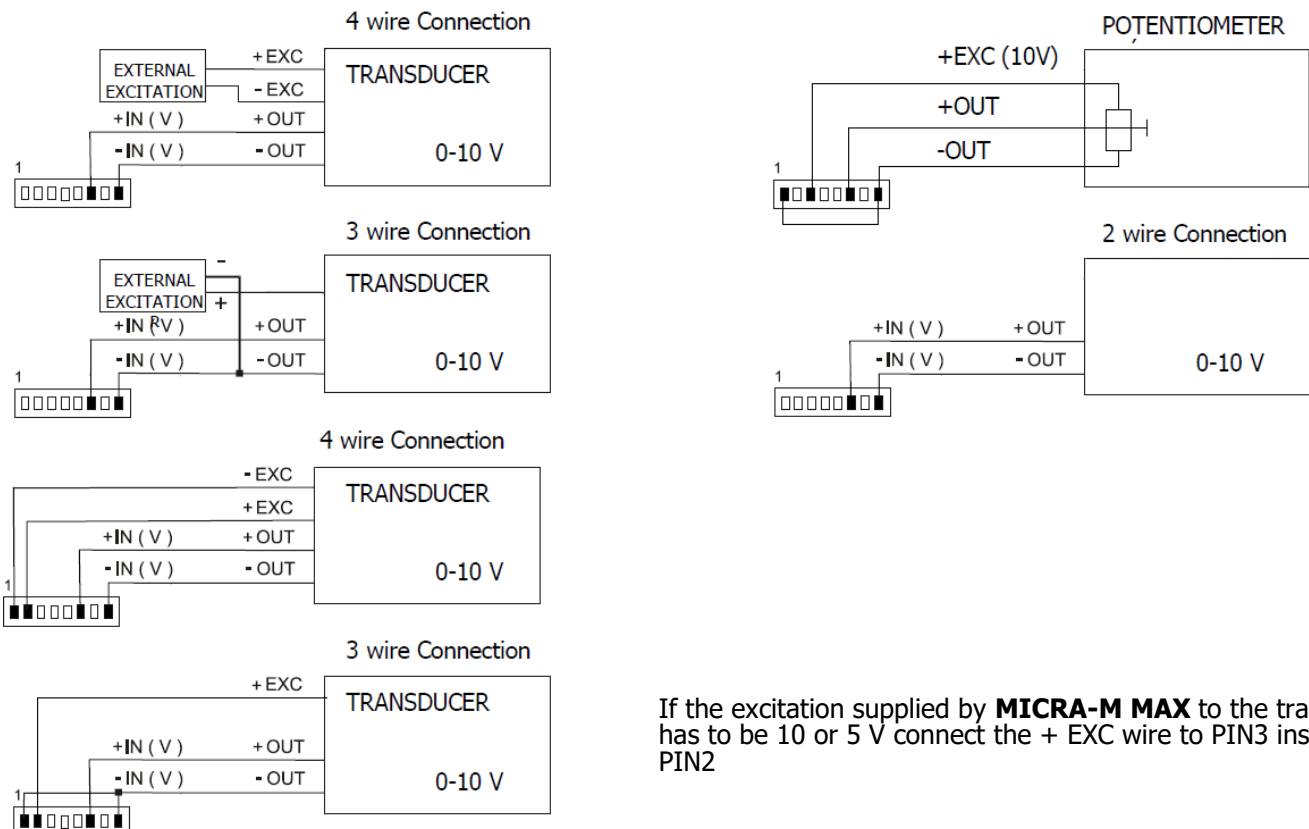 4 wire Connection
EXTERNAL
EXCITATION
+EXC
- EXC
TRANSDUCER
+IN ( V )
+OUT
-IN ( V )
- OUT
0-10 V
1
3 wire Connection
-
EXTERNAL
EXCITATION
+
R
TRANSDUCER
+IN ( V )
+OUT
-IN ( V )
- OUT
0-10 V
1
4 wire Connection
- EXC
TRANSDUCER
+EXC
+IN ( V )
+OUT
-IN ( V )
- OUT
0-10 V
1
3 wire Connection
+EXC
TRANSDUCER
+IN ( V )
+OUT
-IN ( V )
- OUT
0-10 V
1
POTENTIOMETER
+EXC (10V)
+OUT
-OUT
1
2 wire Connection
+IN ( V )
+OUT
-IN ( V )
- OUT
0-10 V
1
If the excitation supplied by MICRA-M MAX to the tra
has to be 10 or 5 V connect the + EXC wire to PIN3 ins
PIN2